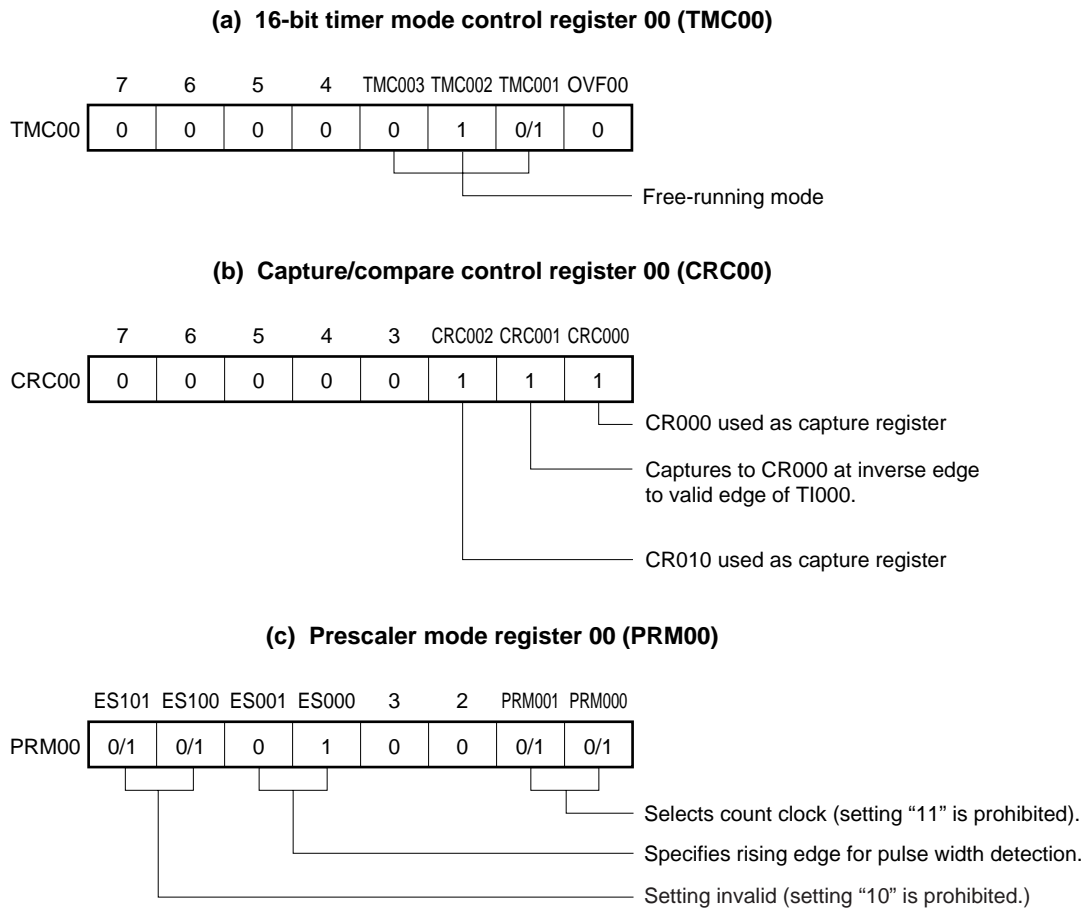 (a) 16-bit timer mode control register 00 (TMC00)
7 6 5 4 TMC003 TMC002 TMC001 OVF00
TMC00 0 0 0 0 0 1 0/1 0
Free-running mode
(b) Capture/compare control register 00 (CRC00)
7 6 5 4 3 CRC002 CRC001 CRC000
CRC00 0 0 0 0 0 1 1 1
CR000 used as capture register
Captures to CR000 at inverse edge
to valid edge of TI000.
CR010 used as capture register
(c) Prescaler mode register 00 (PRM00)
ES101 ES100 ES001 ES000 3 2 PRM001 PRM000
PRM00 0/1 0/1 0 1 0 0 0/1 0/1
Selects count clock (setting “11” is prohibited).
Specifies rising edge for pulse width detection.
Setting invalid (setting “10” is prohibited.)